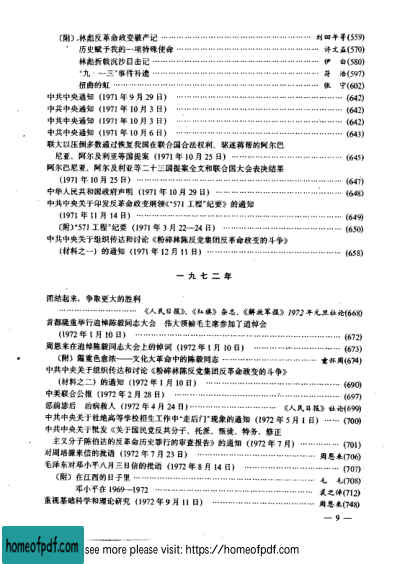 (附).林彪反革命政变破产记 ……………… 刘回年等(559)
历史赋予我的一项特殊使命 ……………… 许文益(570)
林彪折戟沉沙目击记 ……………… 伊 白(580)
“九·一三”事件补遗 ……………… 符 浩(597)
扭曲的虹 ……………… 张 宁(602)
中共中央通知 (1971年9月29日) ……………… (642)
中共中央通知 (1971年10月3日) ……………… (642)
中共中央通知 (1971年10月3日) ……………… (642)
中共中央通知 (1971年10月6日) ……………… (643)
联大以压倒多数通过恢复我国在联合国合法权利、驱逐蒋帮的阿尔巴
尼亚、阿尔及利亚等国提案 (1971年10月25日) ……………… (645)
阿尔巴尼亚、阿尔及利亚等二十三国提案全文和联合国大会表决结果
(1971年10月25日) ……………… (647)
中华人民共和国政府声明 (1971年10月29日) ……………… (648)
中共中央关于印发反革命政变纲领《“571工程”纪要》的通知
(1971年11月14日) ……………… (649)
(附)“571工程”纪要 (1971年3月22—24日) ……………… (650)
中共中央关于组织传达和讨论《粉碎林陈反党集团反革命政变的斗争》
(材料之一)的通知 (1971年12月11日) ……………… (658)
一九七二年
团结起来，争取更大的胜利
……………… 《人民日报》、《红旗》杂志、《解放军报》1972年元旦社论(668)
首都隆重举行追悼陈毅同志大会 伟大领袖毛主席参加了追悼会
(1972年1月10日) ……………… (672)
周恩来在追悼陈毅同志大会上的悼词 (1972年1月10日) ……………… (673)
(附) 霜重色愈浓——文化大革命中的陈毅同志 ……………… 童怀周(674)
中共中央关于组织传达和讨论《粉碎林陈反党集团反革命政变的斗争》
(材料之二)的通知 (1972年1月10日) ……………… (690)
中美联合公报 (1972年2月28日) ……………… (697)
惩前毖后 治病救人 (1972年4月24日) ……………… 《人民日报》社论(699)
中共中央关于杜绝高等学校招生工作中“走后门”现象的通知 (1972年5月1日) …… (700)
中共中央关于批发《关于国民党反共分子、托派、叛徒、特务、修正
主义分子陈伯达的反革命历史罪行的审查报告》的通知 (1972年7月) ……………… (701)
对周培源来信的批语 (1972年7月23日) ……………… 周恩来(706)
毛泽东对邓小平八月三日信的批语 (1972年8月14日) ……………… (707)
(附) 在江西的日子里 ……………… 毛 毛(708)
邓小平在1969—1972 ……………… 裘之倬(712)
重视基础科学和理论研究 (1972年9月11日) ……………… 周恩来(748)
— 9 —
homeofpdf.com
see more please visit: https://homeofpdf.com